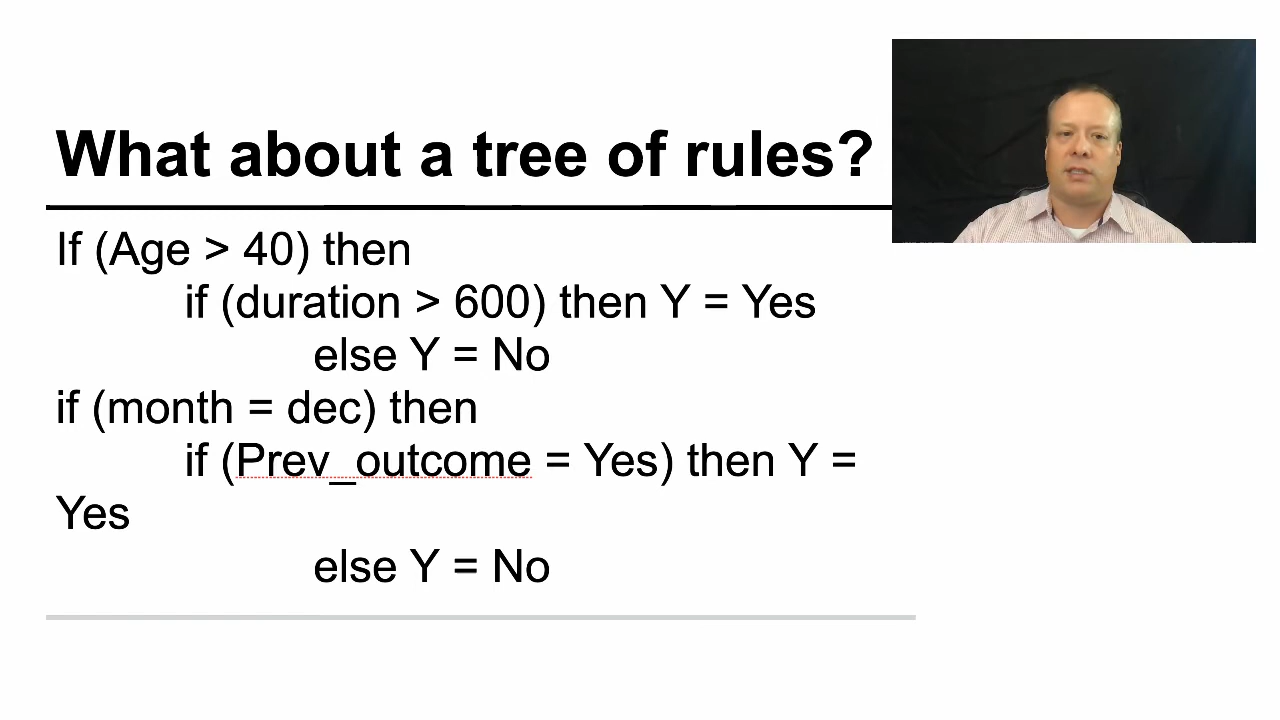 What about a tree of rules?
If (Age > 40) then
if (duration > 600) then Y = Yes
else Y = No
if (month = dec) then
if (Prev_outcome = Yes) then Y =
Yes
else Y = No